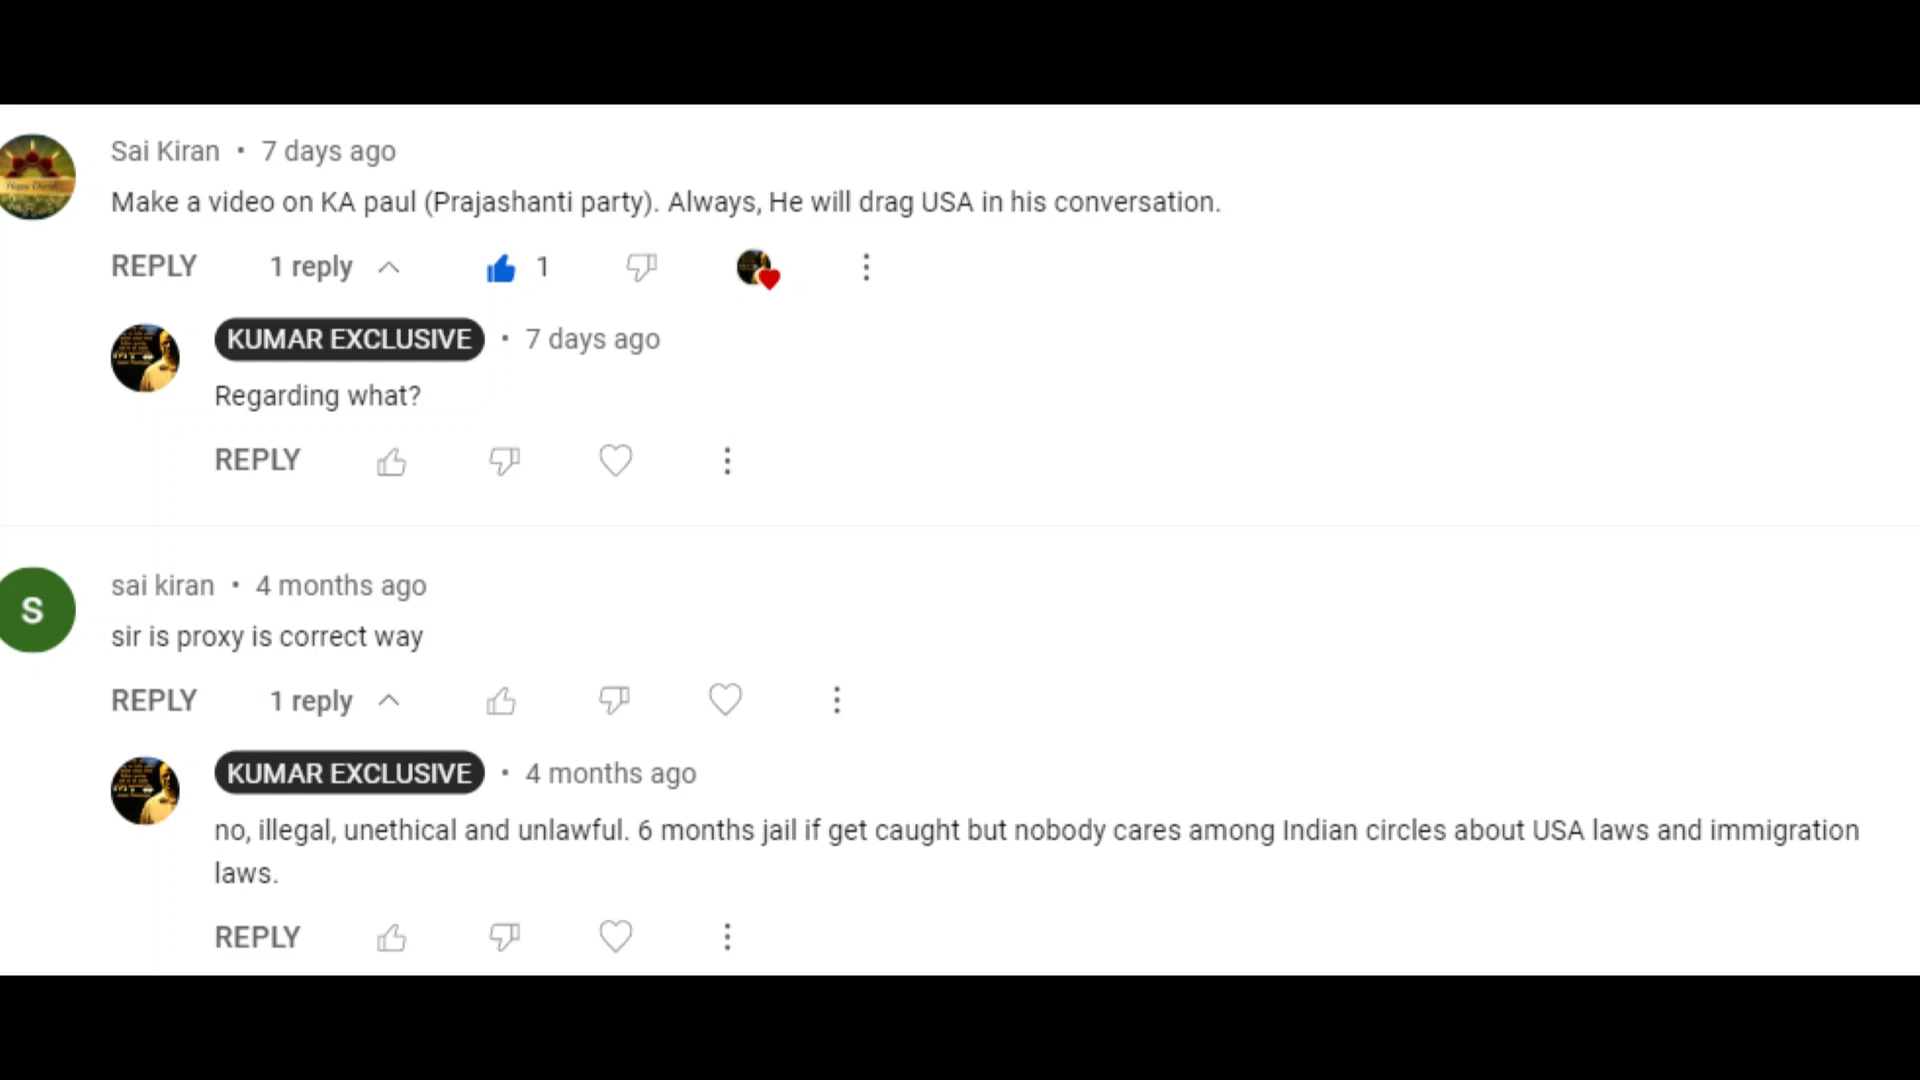 Sai Kiran • 7 days ago
Make a video on KA paul (Prajashanti party). Always, He will drag USA in his conversation.
REPLY 1 reply 1
KUMAR EXCLUSIVE • 7 days ago
Regarding what?
REPLY
sai kiran • 4 months ago
S
sir is proxy is correct way
REPLY 1 reply
KUMAR EXCLUSIVE • 4 months ago
no, illegal, unethical and unlawful. 6 months jail if get caught but nobody cares among Indian circles about USA laws and immigration
laws.
REPLY